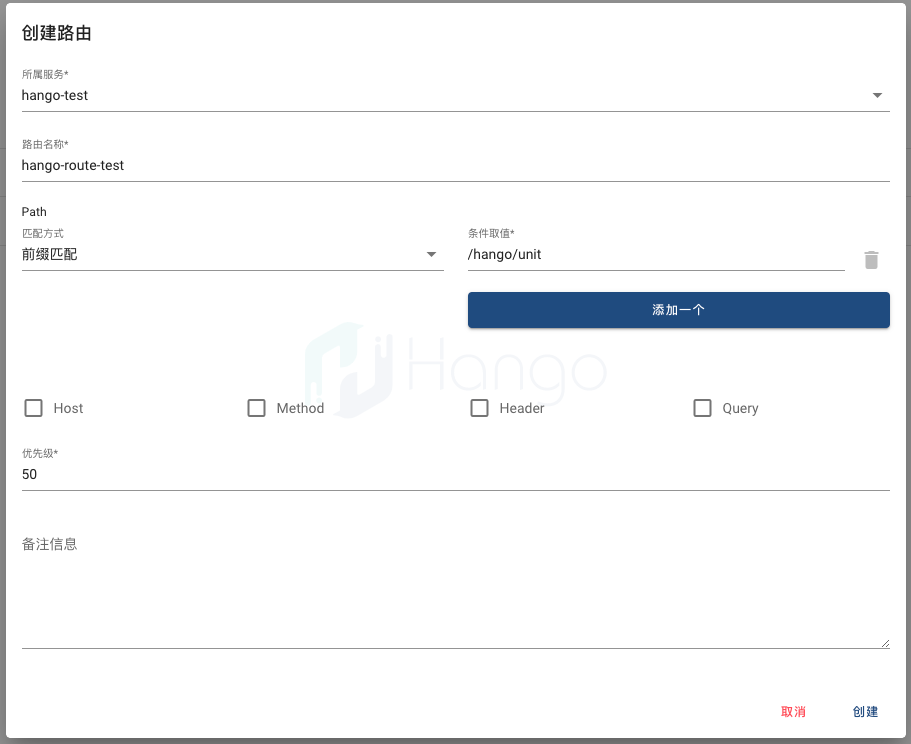 创建路由
所属服务*
hango-test
路由名称*
hango-route-test
Path
匹配方式 条件取值*
前缀匹配 /hango/unit
添加一个
Hango
Host Method Header Query
优先级*
50
备注信息
取消 创建